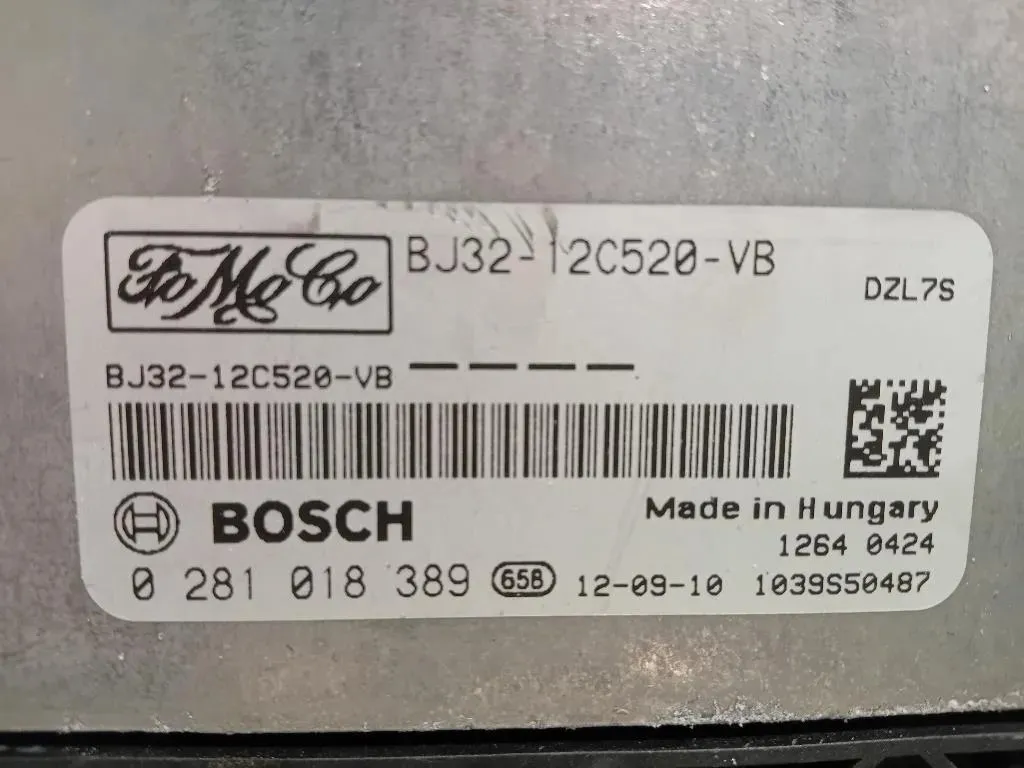 FoMoCo
BJ32-12C520-VB
DZL7S
BJ32-12C520-VB
BOSCH
Made in Hungary
1264 0424
0 281 018 389 65B 12-09-10 1039S50487